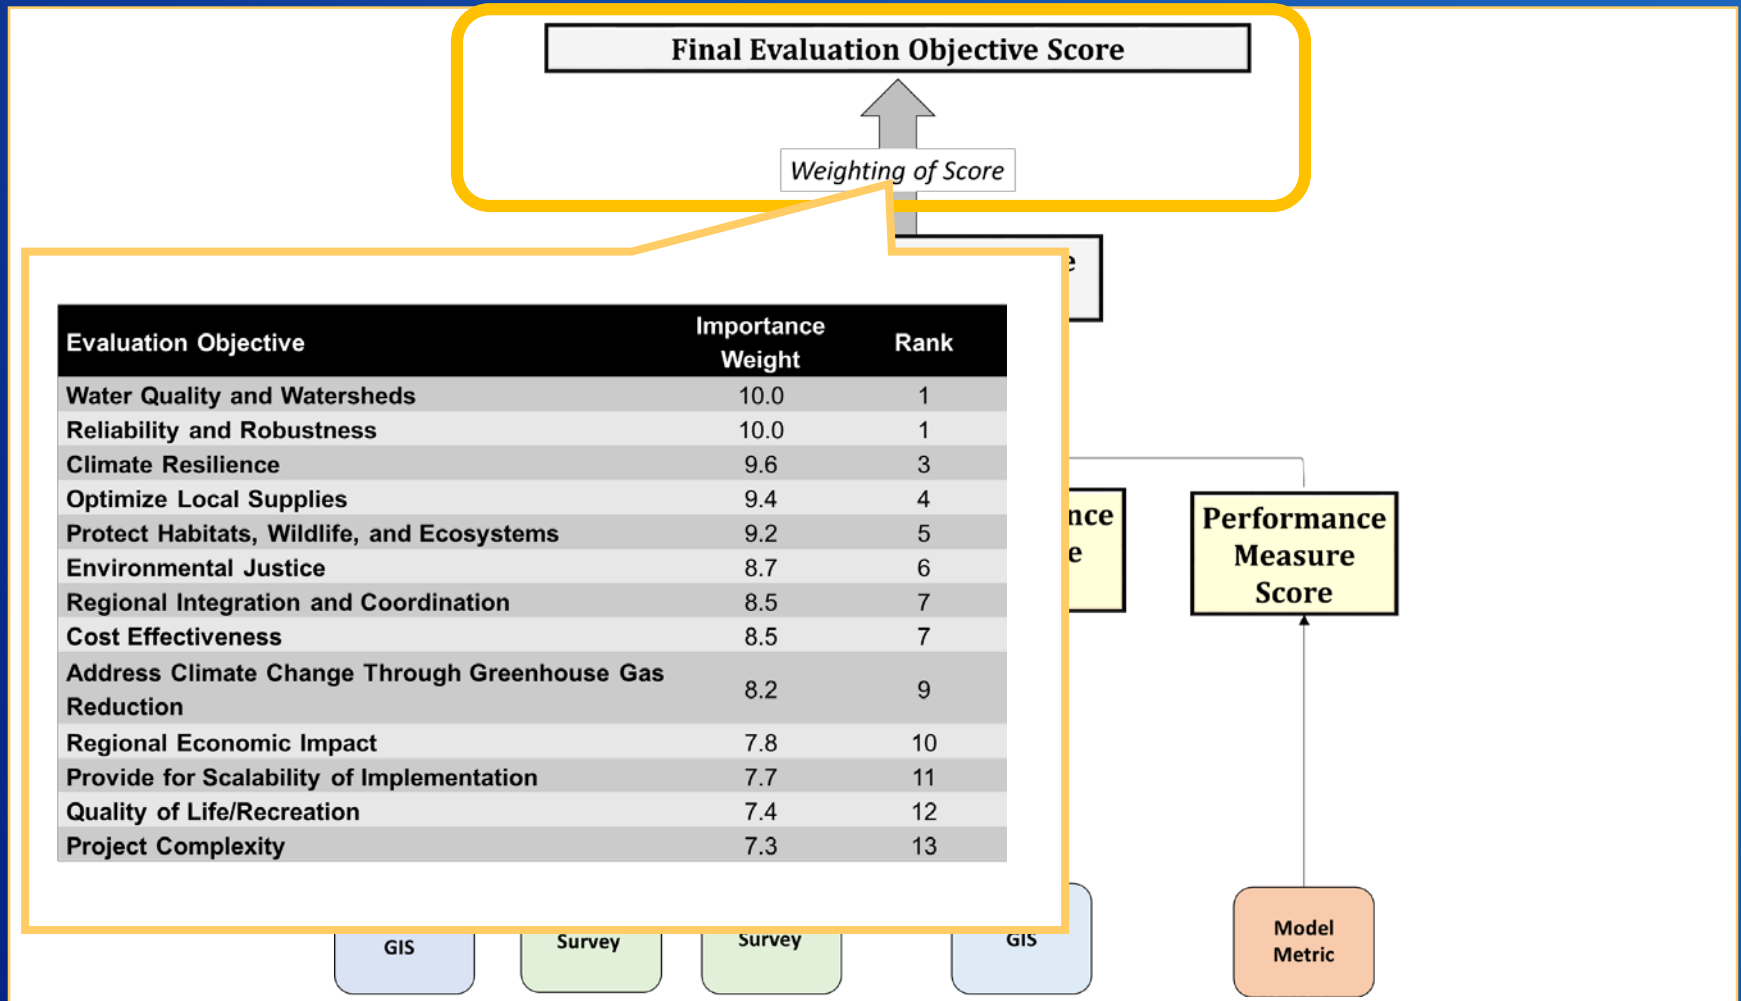 Final Evaluation Objective Score
Weighting of Score
Evaluation Objective
Importance
Weight
Rank
Water Quality and Watersheds 10.0 1
Reliability and Robustness 10.0 1
Climate Resilience 9.6 3
Optimize Local Supplies 9.4 4
Protect Habitats, Wildlife, and Ecosystems 9.2 5
Environmental Justice 8.7 6
Regional Integration and Coordination 8.5 7
Cost Effectiveness 8.5 7
Address Climate Change Through Greenhouse Gas
Reduction 8.2 9
Regional Economic Impact 7.8 10
Provide for Scalability of Implementation 7.7 11
Quality of Life/Recreation 7.4 12
Project Complexity 7.3 13
Performance
Measure
Score
GIS
Survey
Survey
GIS
Model
Metric